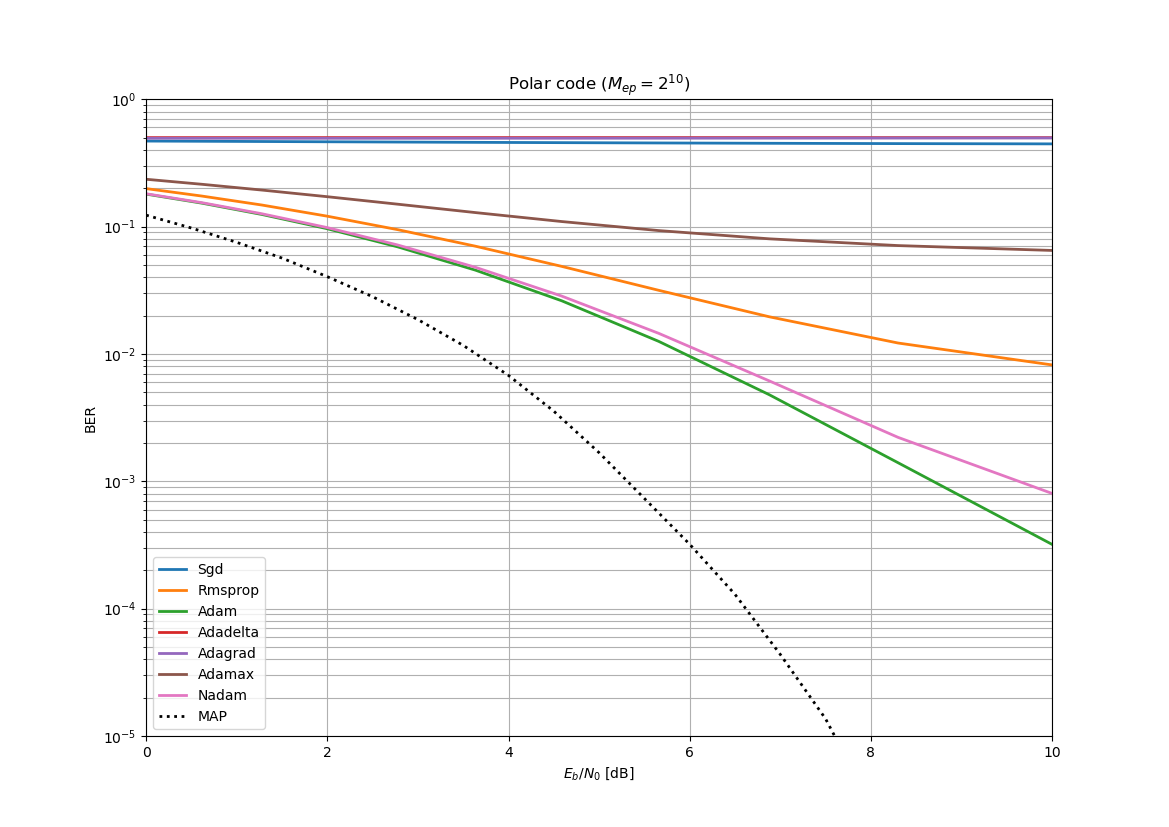 Polar code (M_ep = 2^10)
10^0
10^-1
10^-2
10^-3
10^-4
10^-5
BER
Sgd
Rmsprop
Adam
Adadelta
Adagrad
Adamax
Nadam
MAP
0 2 4 6 8 10
E_b/N_0 [dB]